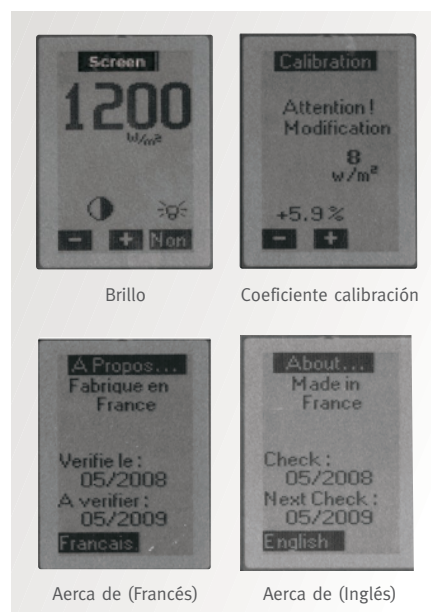 Screen
1200
W/m²
- + Non
Brillo
Calibration
Attention !
Modification
8
w/m²
+5.9 %
- +
Coeficiente calibración
A Propos...
Fabrique en
France
Verifie le :
05/2008
A verifier :
05/2009
Francais
Aerca de (Francés)
About...
Made in
France
Check :
05/2008
Next Check :
05/2009
English
Aerca de (Inglés)